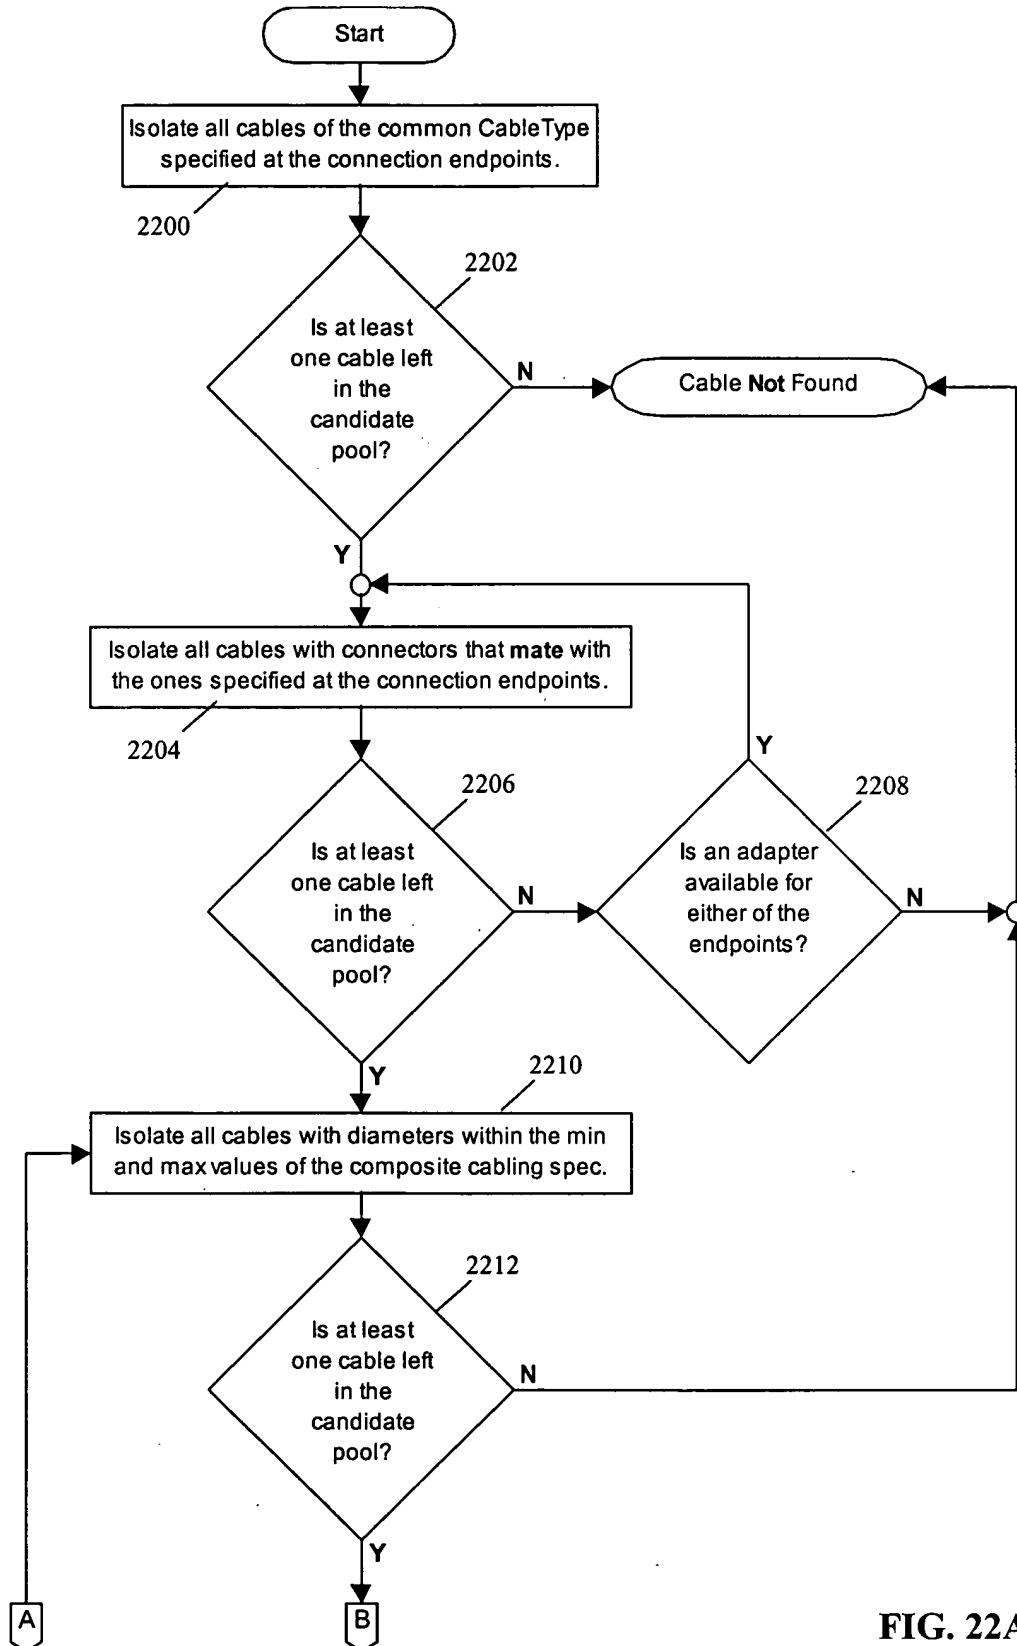 Start
Isolate all cables of the common CableType
specified at the connection endpoints.
2200
2202
Is at least
one cable left
in the
candidate
pool?
N
Cable Not Found
Y
Isolate all cables with connectors that mate with
the ones specified at the connection endpoints.
2204
Y
2206
2208
Is at least
one cable left
in the
candidate
pool?
N
Is an adapter
available for
either of the
endpoints?
N
Y
2210
Isolate all cables with diameters within the min
and max values of the composite cabling spec.
2212
Is at least
one cable left
in the
candidate
pool?
N
Y
A
B
FIG. 22A